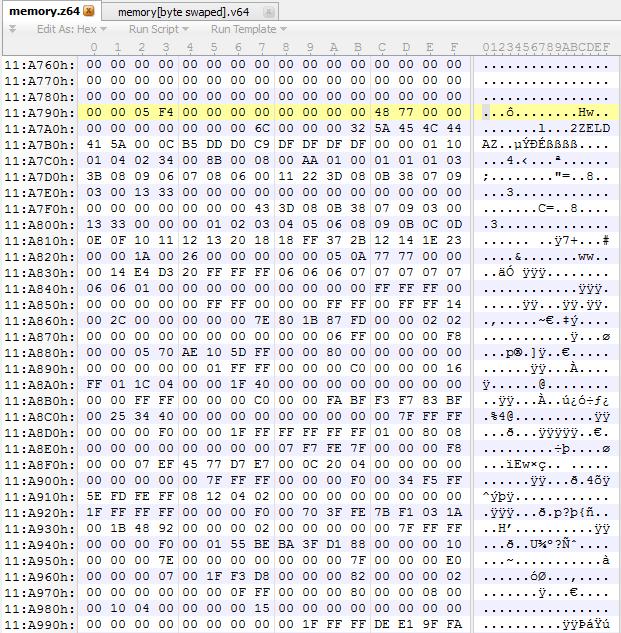 memory.z64
memory[byte swaped].v64
Edit As: Hex Run Script Run Template
0 1 2 3 4 5 6 7 8 9 A B C D E F 0123456789ABCDEF
11:A760h: 00 00 00 00 00 00 00 00 00 00 00 00 00 00 00 00 ................
11:A770h: 00 00 00 00 00 00 00 00 00 00 00 00 00 00 00 00 ................
11:A780h: 00 00 00 00 00 00 00 00 00 00 00 00 00 00 00 00 ................
11:A790h: 00 00 05 F4 00 00 00 00 00 00 00 00 48 77 00 00 ...ô........Hw..
11:A7A0h: 00 00 00 00 00 00 00 6C 00 00 00 32 5A 45 4C 44 .......l...2ZELD
11:A7B0h: 41 5A 00 0C B5 DD D0 C9 DF DF DF DF 00 00 01 10 AZ..µÝÐÉßßßß....
11:A7C0h: 01 04 02 34 00 8B 00 08 00 AA 01 00 01 01 01 03 ...4.‹...ª......
11:A7D0h: 3B 08 09 06 07 08 06 00 11 22 3D 08 0B 38 07 09 ;........"=..8..
11:A7E0h: 03 00 13 33 00 00 00 00 00 00 00 00 00 00 00 00 ...3............
11:A7F0h: 00 00 00 00 00 00 00 43 3D 08 0B 38 07 09 03 00 .......C=..8....
11:A800h: 13 33 00 00 00 01 02 03 04 05 06 08 09 0B 0C 0D .3..............
11:A810h: 0E 0F 10 11 12 13 20 18 18 FF 37 2B 12 14 1E 23 ...... ..ÿ7+...#
11:A820h: 00 00 1A 00 26 00 00 00 00 00 05 0A 77 77 00 00 ....&.......ww..
11:A830h: 00 14 E4 D3 20 FF FF FF 06 06 06 07 07 07 07 07 ..äÓ ÿÿÿ........
11:A840h: 06 06 01 00 00 00 00 00 00 00 00 00 FF FF FF 00 ............ÿÿÿ.
11:A850h: 00 00 00 00 00 FF FF 00 00 00 FF FF 00 FF FF 14 .....ÿÿ...ÿÿ.ÿÿ.
11:A860h: 00 2C 00 00 00 00 00 7E 80 1B 87 FD 00 00 02 02 .,.....~€.‡ý....
11:A870h: 00 00 00 00 00 00 00 00 00 00 06 FF 00 00 00 F8 ...........ÿ...ø
11:A880h: 00 00 05 70 AE 10 5D FF 00 00 80 00 00 00 00 00 ...p®.]ÿ..€.....
11:A890h: 00 00 00 00 00 01 FF FF 00 00 00 C0 00 00 00 16 ......ÿÿ...À....
11:A8A0h: FF 01 1C 04 00 00 1F 40 00 00 00 00 00 00 00 00 ÿ......@........
11:A8B0h: 00 00 FF FF 00 00 00 C0 00 00 FA BF F3 F7 83 BF ..ÿÿ...À..ú¿ó÷ƒ¿
11:A8C0h: 00 25 34 40 00 00 00 00 00 00 00 00 00 7F FF FF .%4@..........ÿÿ
11:A8D0h: 00 00 00 F0 00 00 1F FF FF FF FF FF 01 00 80 08 ...ð...ÿÿÿÿÿ..€.
11:A8E0h: 00 00 00 00 00 00 00 00 07 F7 FE 7F 00 00 00 F8 .........÷þ....ø
11:A8F0h: 00 00 07 EF 45 77 D7 E7 00 0C 20 04 00 00 00 00 ...ïEw×ç.. .....
11:A900h: 00 00 00 00 00 7F FF FF 00 00 00 F0 00 34 F5 FF ......ÿÿ...ð.4õÿ
11:A910h: 5E FD FE FF 08 12 04 02 00 00 00 00 00 00 00 00 ^ýþÿ............
11:A920h: 1F FF FF FF 00 00 00 F0 00 70 3F FE 7B F1 03 1A .ÿÿÿ...ð.p?þ{ñ..
11:A930h: 00 1B 48 92 00 00 00 02 00 00 00 00 00 7F FF FF ..H’..........ÿÿ
11:A940h: 00 00 00 F0 00 01 55 BE BA 3F D1 88 00 00 00 10 ...ð..U¾º?Ñˆ....
11:A950h: 00 00 00 7E 00 00 00 00 00 00 00 7F 00 00 00 E0 ...~...........à
11:A960h: 00 00 00 07 00 1F F3 D8 00 00 00 82 00 00 00 02 ......óØ...‚....
11:A970h: 00 00 00 00 00 00 0F FF 00 00 00 80 00 00 08 00 .......ÿ...€....
11:A980h: 00 10 04 00 00 00 00 15 00 00 00 00 00 00 00 00 ................
11:A990h: 00 00 00 00 00 00 00 00 00 1F FF FF DE E1 9F FA ..........ÿÿÞáŸú